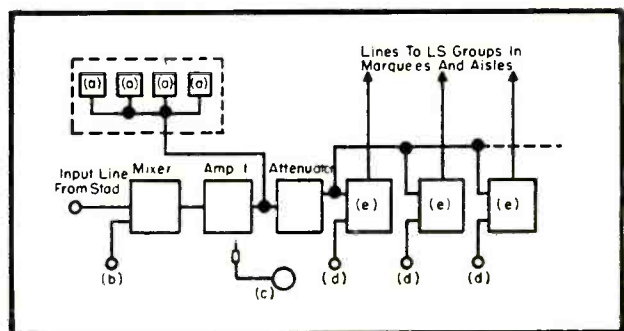 (a) (a) (a) (a)
Lines To LS Groups In
Marquees And Aisles
Input Line
From Stad
Mixer
Amp 1
Attenuator
(e) (e) (e)
(b)
(c)
(d) (d) (d)